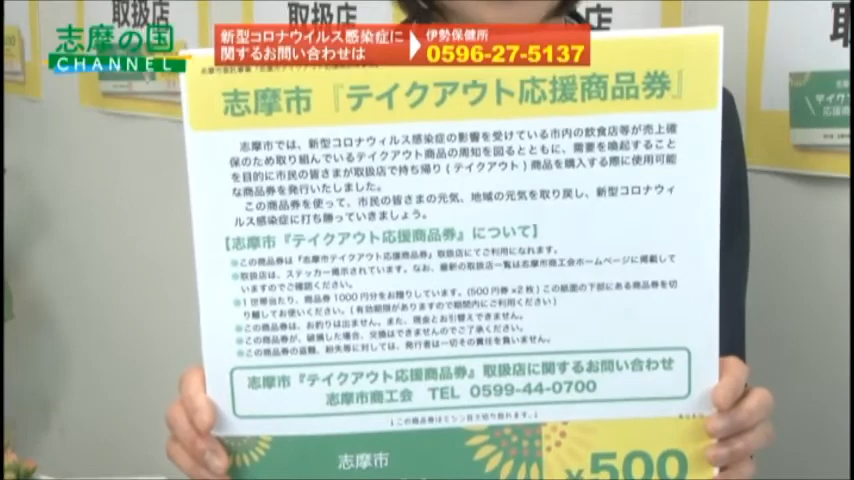 取扱店
取扱店
取
志摩の国
CHANNEL
新型コロナウイルス感染症に
関するお問い合わせは
伊勢保健所
0596-27-5137
志摩市『テイクアウト応援商品券』
志摩市では、新型コロナウィルス感染症の影響を受けている市内の飲食店等が売上確
保のため取り組んでいるテイクアウト商品の周知を図るとともに、需要を喚起すること
を目的に市民の皆さまが取扱店で持ち帰り(テイクアウト)商品を購入する際に使用可能
な商品券を発行いたしました。
この商品券を使って、市民の皆さまの元気、地域の元気を取り戻し、新型コロナウィ
ルス感染症に打ち勝っていきましょう。
【志摩市『テイクアウト応援商品券』について】
※この商品券は『志摩市テイクアウト応援商品券』取扱店にてご利用になれます。
※取扱店は、ステッカー掲示されています。なお、最新の取扱店一覧は志摩市商工会ホームページに掲載して
いますのでご確認ください。
※1世帯当たり、商品券1000円分をお贈りしています。(500円券×2枚)この紙面の下部にある商品券を切
り離してお使いください。(有効期限がありますので期間内にご利用ください)
※この商品券は、お釣りは出ません。また、現金とお引替えできません。
※この商品券が、破損した場合、交換はできませんのでご了承ください。
※この商品券の盗難、紛失等に対しては、発行者は一切その責任を負いません。
志摩市『テイクアウト応援商品券』取扱店に関するお問い合わせ
志摩市商工会 TEL 0599-44-0700
↓この商品券はミシン目で切り取れます。↓
志摩市
¥500